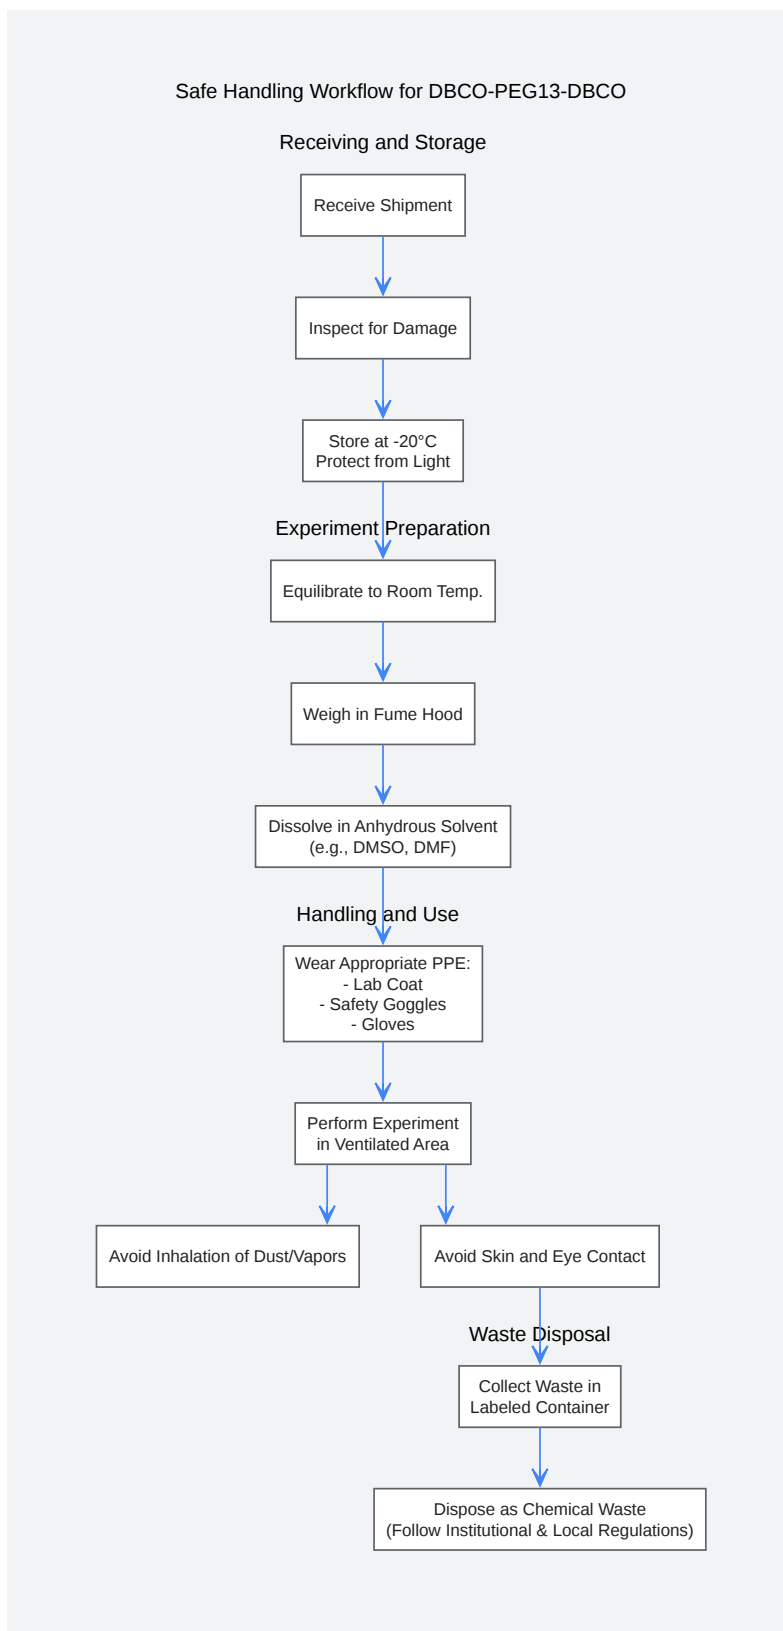 Safe Handling Workflow for DBCO-PEG13-DBCO
Receiving and Storage
Receive Shipment
Inspect for Damage
Store at -20°C
Protect from Light
Experiment Preparation
Equilibrate to Room Temp.
Weigh in Fume Hood
Dissolve in Anhydrous Solvent
(e.g., DMSO, DMF)
Handling and Use
Wear Appropriate PPE:
- Lab Coat
- Safety Goggles
- Gloves
Perform Experiment
in Ventilated Area
Avoid Inhalation of Dust/Vapors
Avoid Skin and Eye Contact
Waste Disposal
Collect Waste in
Labeled Container
Dispose as Chemical Waste
(Follow Institutional & Local Regulations)